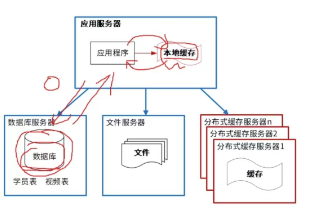 应用服务器
应用程序
本地缓存
数据库服务器
数据库
学员表 视频表
文件服务器
文件
分布式缓存服务器n
分布式缓存服务器2
分布式缓存服务器1
缓存